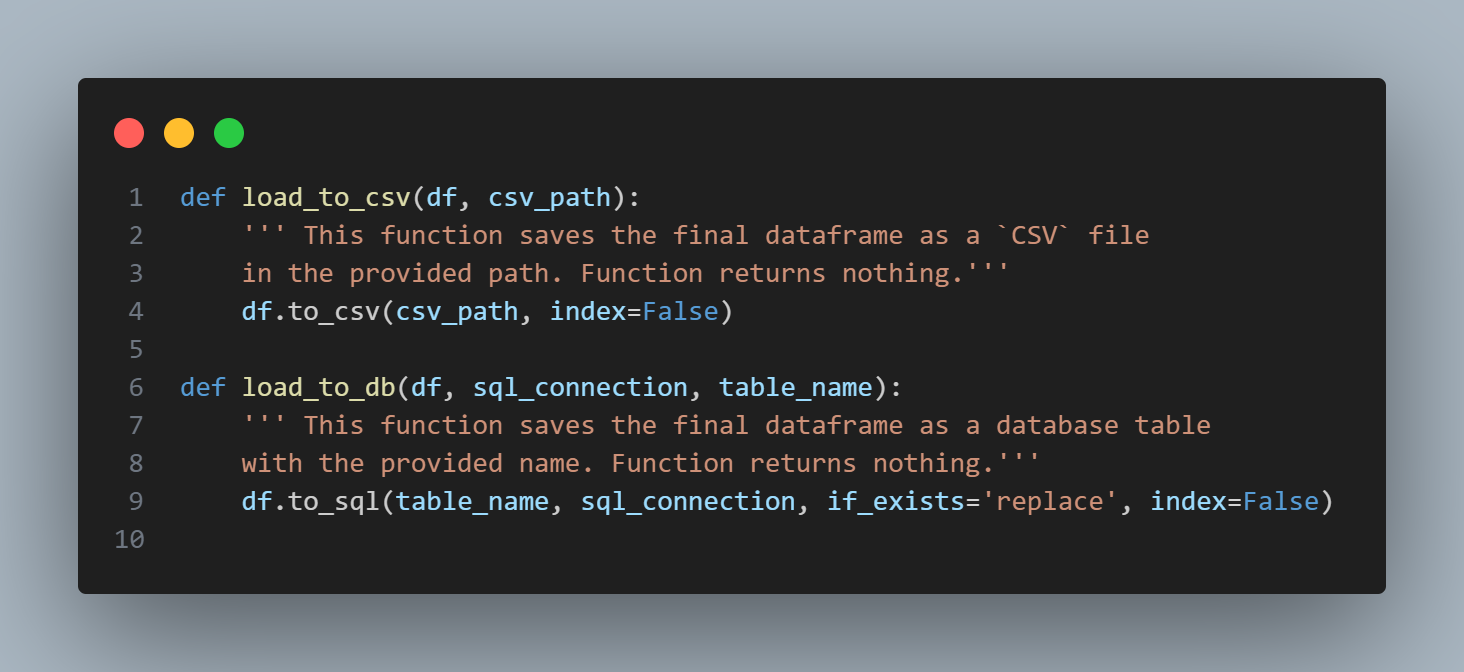 1 def load_to_csv(df, csv_path):
2     ''' This function saves the final dataframe as a `CSV` file
3     in the provided path. Function returns nothing.'''
4     df.to_csv(csv_path, index=False)
5
6 def load_to_db(df, sql_connection, table_name):
7     ''' This function saves the final dataframe as a database table
8     with the provided name. Function returns nothing.'''
9     df.to_sql(table_name, sql_connection, if_exists='replace', index=False)
10